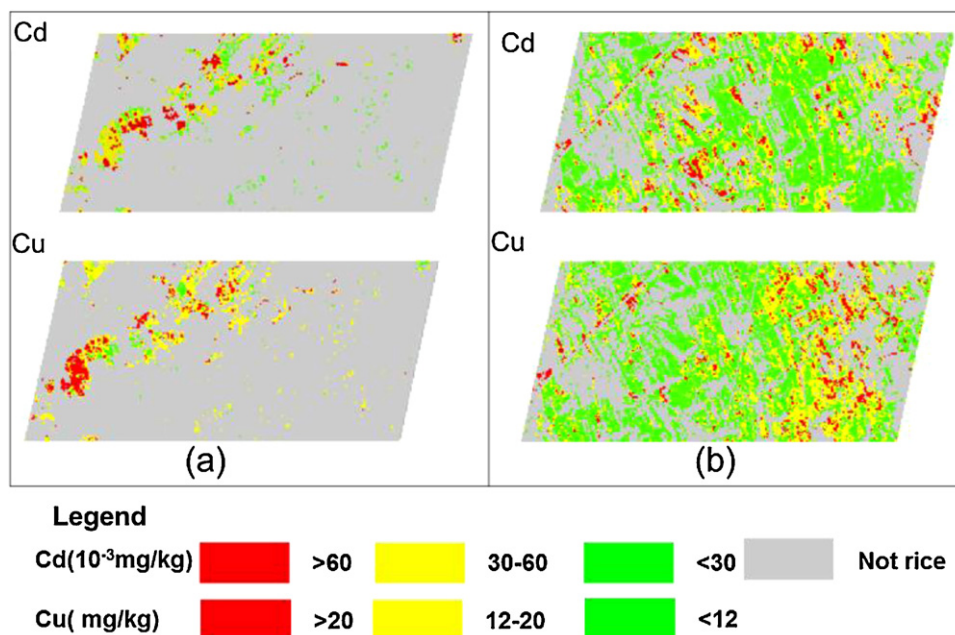 Cd
Cu
(a)
Cd
Cu
(b)
Legend
Cd(10⁻³mg/kg) >60 30-60 <30 Not rice
Cu( mg/kg) >20 12-20 <12